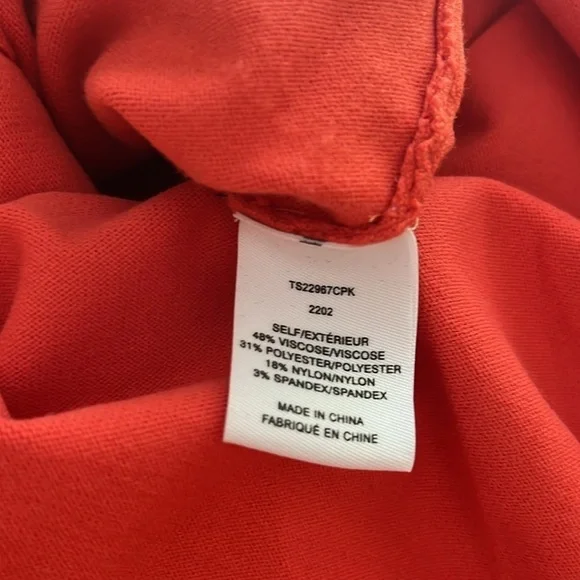 TS22967CPK
2202
SELF/EXTÉRIEUR
48% VISCOSE/VISCOSE
31% POLYESTER/POLYESTER
18% NYLON/NYLON
3% SPANDEX/SPANDEX
MADE IN CHINA
FABRIQUÉ EN CHINE